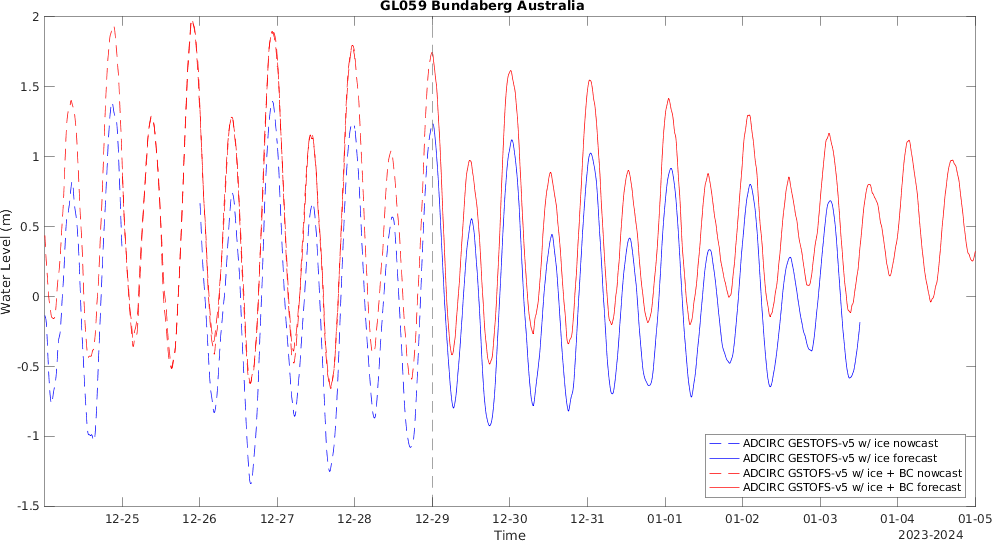 GL059 Bundaberg Australia
2
1.5
1
0.5
0
-0.5
-1
-1.5
Water Level (m)
12-25 12-26 12-27 12-28 12-29 12-30 12-31 01-01 01-02 01-03 01-04 01-05
Time
2023-2024
ADCIRC GESTOFS-v5 w/ ice nowcast
ADCIRC GESTOFS-v5 w/ ice forecast
ADCIRC GSTOFS-v5 w/ ice + BC nowcast
ADCIRC GSTOFS-v5 w/ ice + BC forecast